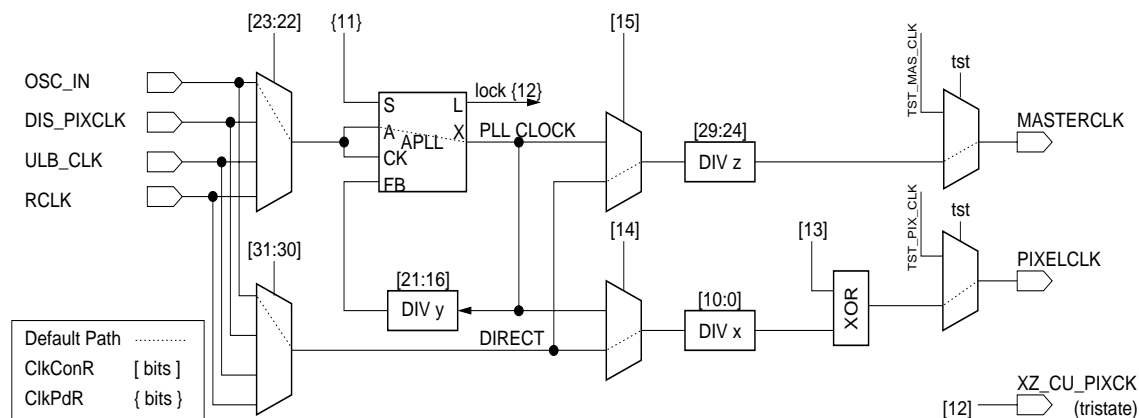 [23:22]
{11}
[15]
TST_MAS_CLK
tst
OSC_IN
DIS_PIXCLK
ULB_CLK
RCLK
S
L
lock {12}
A
APLL
X
PLL CLOCK
CK
FB
[29:24]
DIV z
MASTERCLK
[31:30]
[14]
[13]
TST_PIX_CLK
tst
[21:16]
DIV y
[10:0]
DIV x
XOR
PIXELCLK
DIRECT
Default Path
ClkConR [ bits ]
ClkPdR { bits }
XZ_CU_PIXCK
[12]
(tristate)